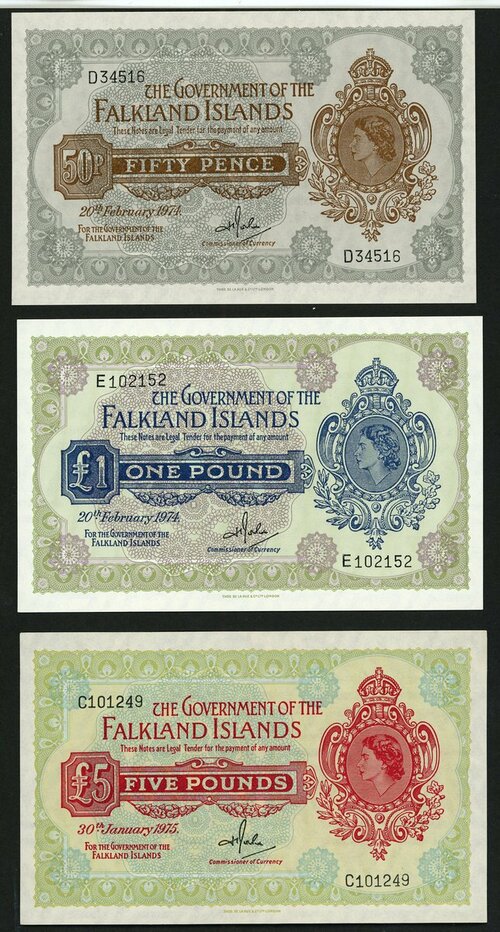 D34516
THE GOVERNMENT OF THE
FALKLAND ISLANDS
These Notes are Legal Tender for the payment of any amount
50P FIFTY PENCE
20th February 1974.
FOR THE GOVERNMENT OF THE
FALKLAND ISLANDS
Commissioner of Currency
D34516
E102152
THE GOVERNMENT OF THE
FALKLAND ISLANDS
These Notes are Legal Tender for the payment of any amount
£1 ONE POUND
20th February 1974.
FOR THE GOVERNMENT OF THE
FALKLAND ISLANDS
Commissioner of Currency
E102152
C101249
THE GOVERNMENT OF THE
FALKLAND ISLANDS
These Notes are Legal Tender for the payment of any amount
£5 FIVE POUNDS
30th January 1975.
FOR THE GOVERNMENT OF THE
FALKLAND ISLANDS
Commissioner of Currency
C101249